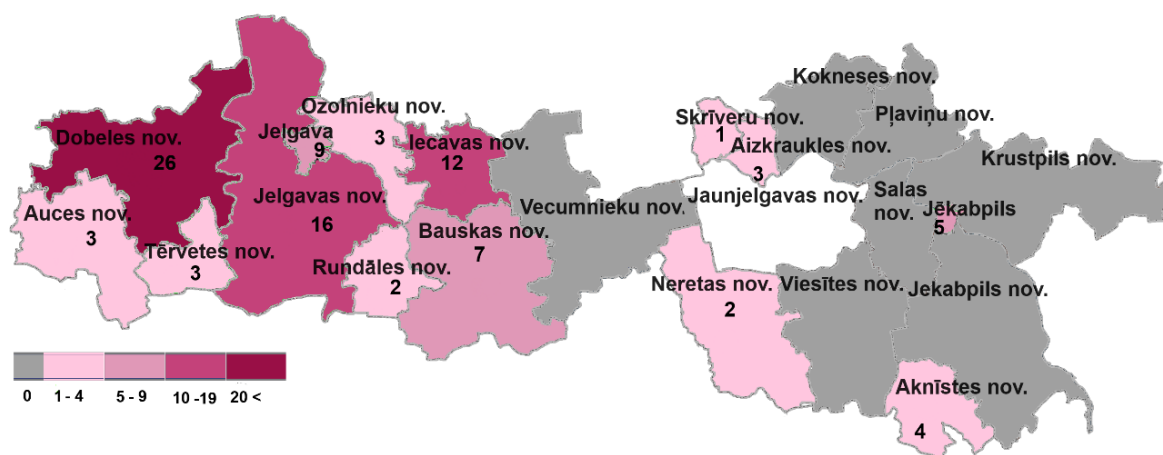 Kokneses nov.
Ozolnieku nov.
3
Skrīveru nov.
1
Pļaviņu nov.
Dobeles nov.
26
Jelgava
9
Iecavas nov.
12
Aizkraukles nov.
3
Krustpils nov.
Jelgavas nov.
16
Jaunjelgavas nov.
Salas
nov.
Auces nov.
3
Vecumnieku nov.
Jēkabpils
5
Tērvetes nov.
3
Bauskas nov.
7
Rundāles nov.
2
Neretas nov.
2
Viesītes nov.
Jekabpils nov.
Aknīstes nov.
4
0 1 - 4 5 - 9 10 -19 20 <